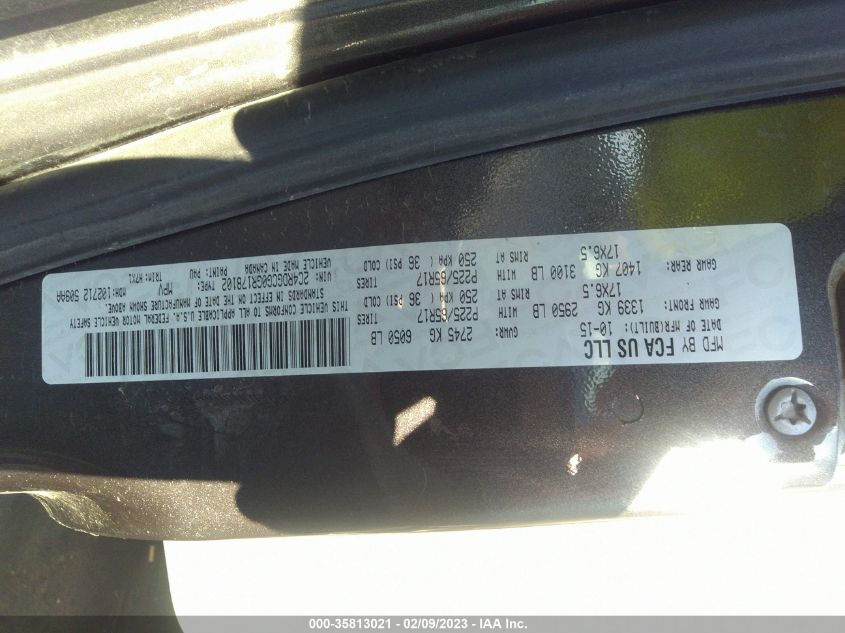 MFD BY FCA US LLC
DATE OF MFR(BUILT): 10-15 GVWR: 2745 KG 6050 LB
GAWR FRONT: 1339 KG 2950 LB WITH P225/65R17 TIRES
17X6.5 RIMS AT 250 KPA ( 36 PSI) COLD
GAWR REAR: 1407 KG 3100 LB WITH P225/65R17 TIRES
17X6.5 RIMS AT 250 KPA ( 36 PSI) COLD
THIS VEHICLE CONFORMS TO ALL APPLICABLE U.S.A. FEDERAL MOTOR VEHICLE SAFETY
STANDARDS IN EFFECT ON THE DATE OF MANUFACTURE SHOWN ABOVE.
VIN: 2C4RDGCG6GR178102 TYPE: MPV MDH:102712 509AA
VEHICLE MADE IN CANADA PAINT: PAU TRIM:H7X1
000-35813021 - 02/09/2023 - IAA Inc.